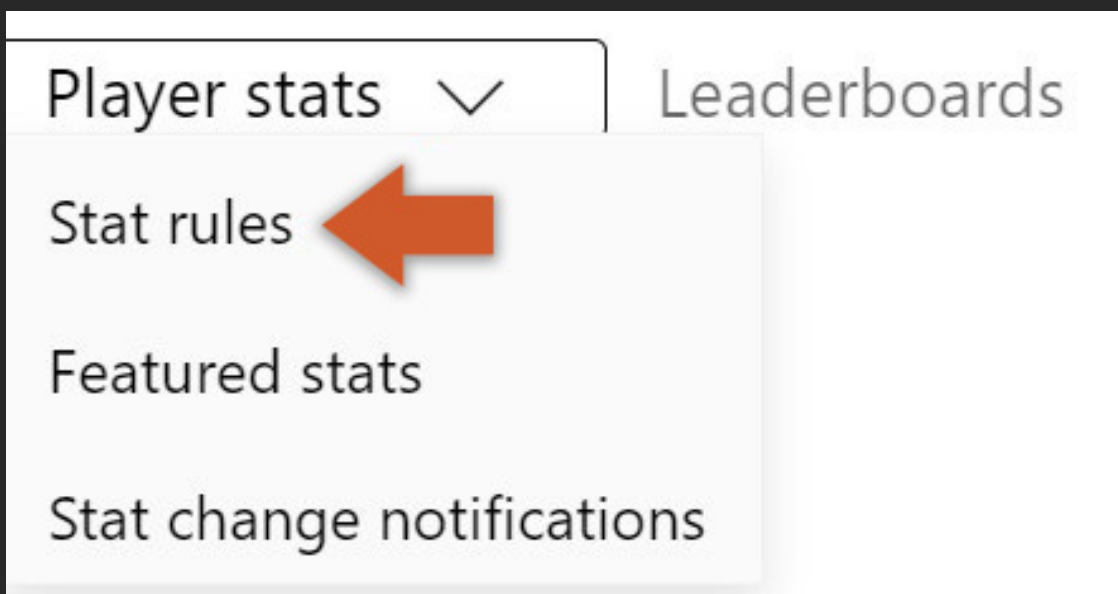 Player stats Leaderboards
Stat rules
Featured stats
Stat change notifications